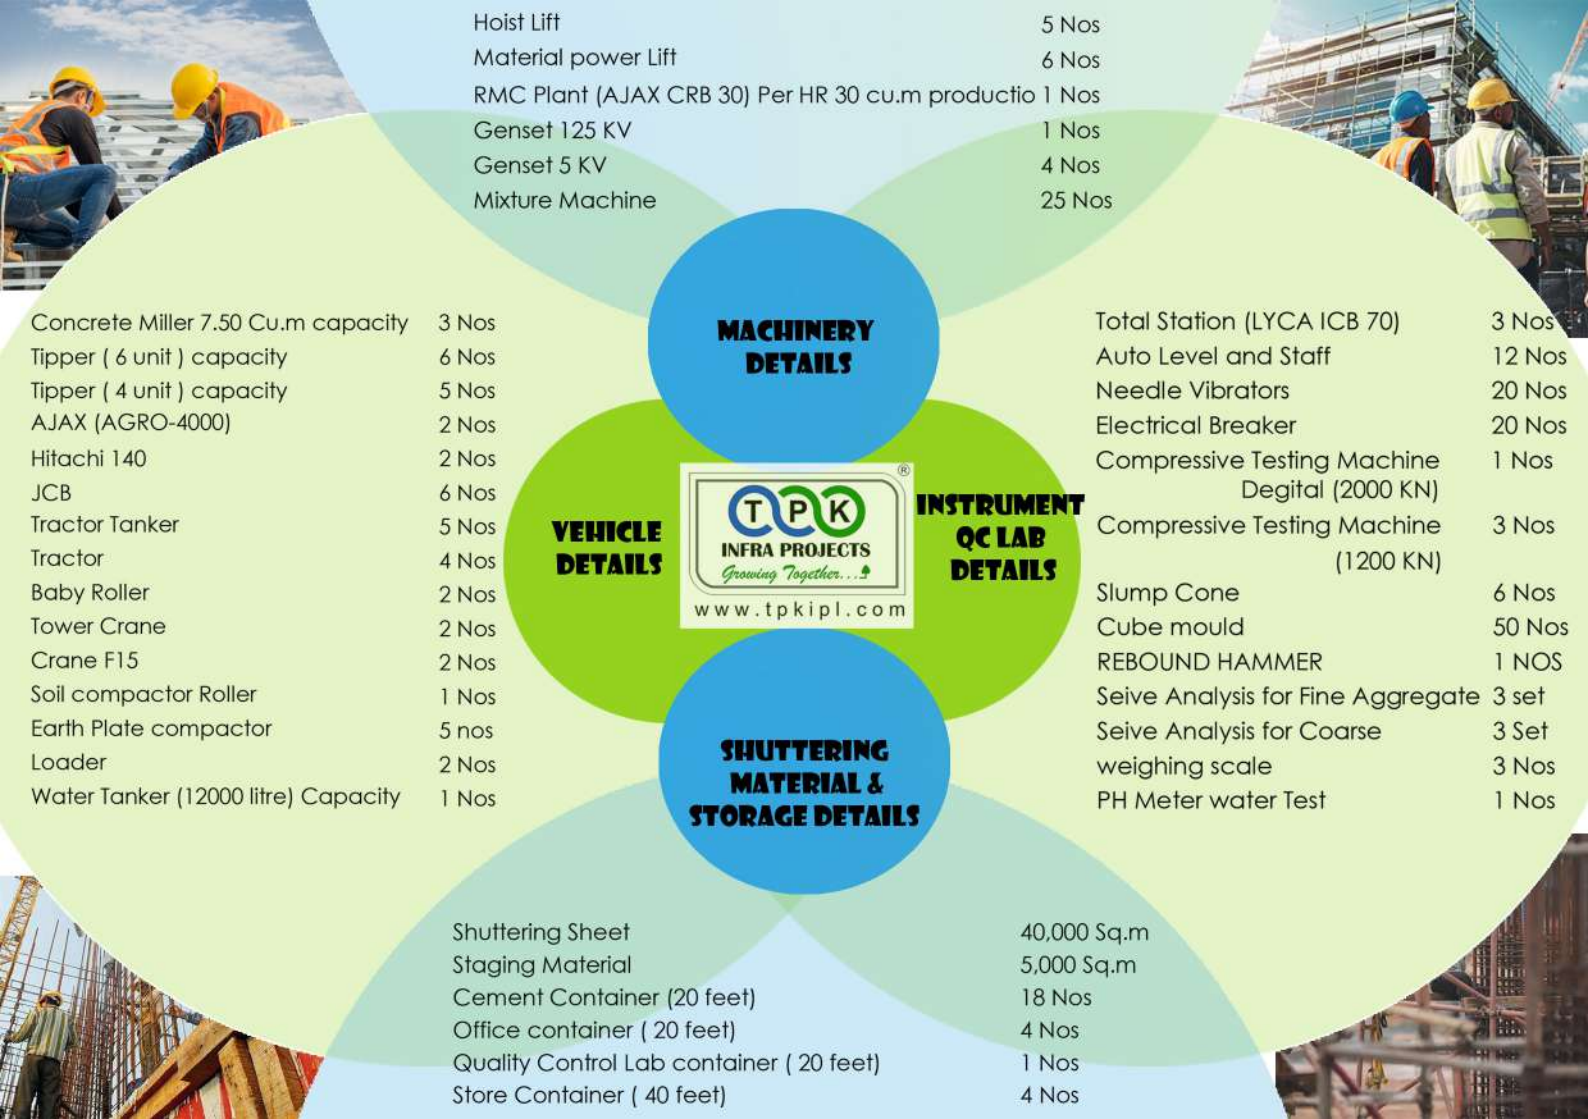 Hoist Lift 5 Nos
Material power Lift 6 Nos
RMC Plant (AJAX CRB 30) Per HR 30 cu.m productio 1 Nos
Genset 125 KV 1 Nos
Genset 5 KV 4 Nos
Mixture Machine 25 Nos
MACHINERY
DETAILS
Concrete Miller 7.50 Cu.m capacity 3 Nos
Tipper ( 6 unit ) capacity 6 Nos
Tipper ( 4 unit ) capacity 5 Nos
AJAX (AGRO-4000) 2 Nos
Hitachi 140 2 Nos
JCB 6 Nos
Tractor Tanker 5 Nos
Tractor 4 Nos
Baby Roller 2 Nos
Tower Crane 2 Nos
Crane F15 2 Nos
Soil compactor Roller 1 Nos
Earth Plate compactor 5 nos
Loader 2 Nos
Water Tanker (12000 litre) Capacity 1 Nos
VEHICLE
DETAILS
®
TPK
INFRA PROJECTS
Growing Together...
www.tpkipl.com
INSTRUMENT
QC LAB
DETAILS
Total Station (LYCA ICB 70) 3 Nos
Auto Level and Staff 12 Nos
Needle Vibrators 20 Nos
Electrical Breaker 20 Nos
Compressive Testing Machine 1 Nos
Degital (2000 KN)
Compressive Testing Machine 3 Nos
(1200 KN)
Slump Cone 6 Nos
Cube mould 50 Nos
REBOUND HAMMER 1 NOS
Seive Analysis for Fine Aggregate 3 set
Seive Analysis for Coarse 3 Set
weighing scale 3 Nos
PH Meter water Test 1 Nos
SHUTTERING
MATERIAL &
STORAGE DETAILS
Shuttering Sheet 40,000 Sq.m
Staging Material 5,000 Sq.m
Cement Container (20 feet) 18 Nos
Office container ( 20 feet) 4 Nos
Quality Control Lab container ( 20 feet) 1 Nos
Store Container ( 40 feet) 4 Nos